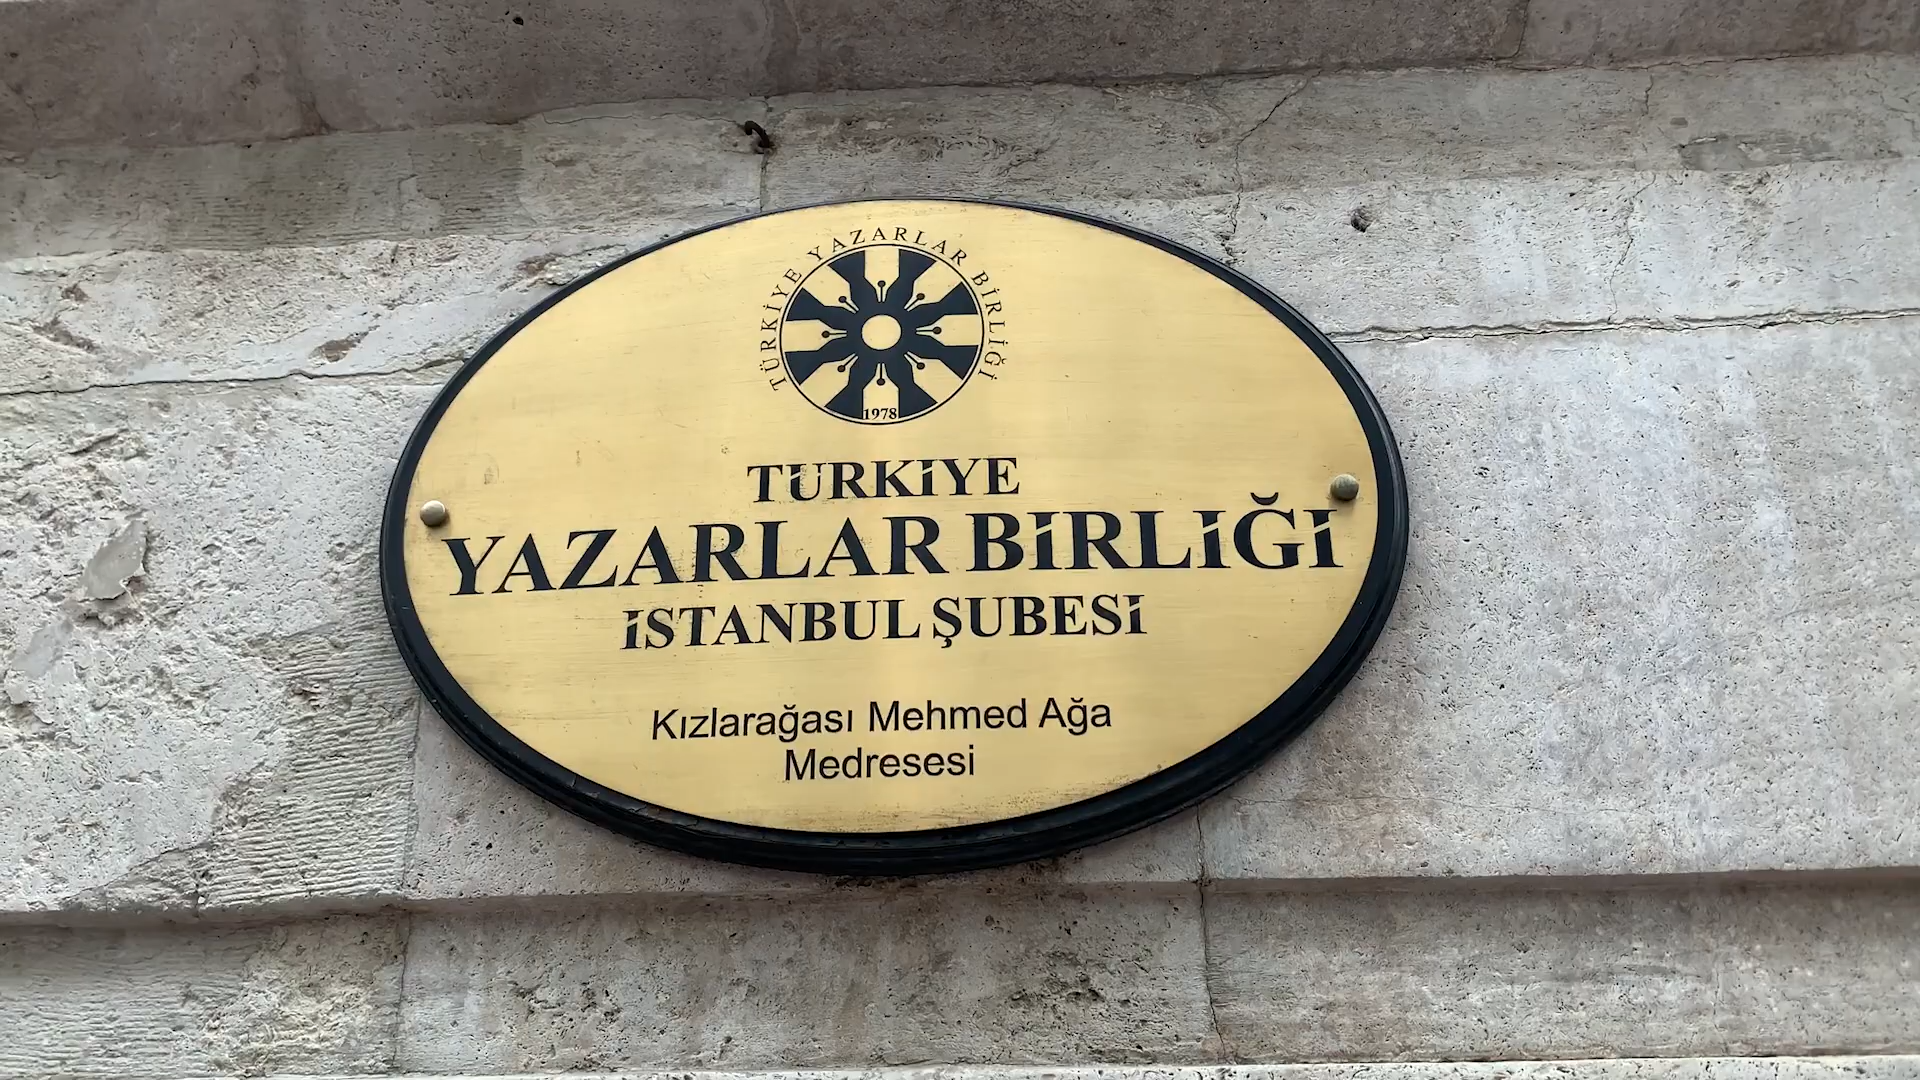 TÜRKİYE YAZARLAR BİRLİĞİ
1978
TÜRKİYE
YAZARLAR BİRLİĞİ
İSTANBUL ŞUBESİ
Kızlarağası Mehmed Ağa
Medresesi